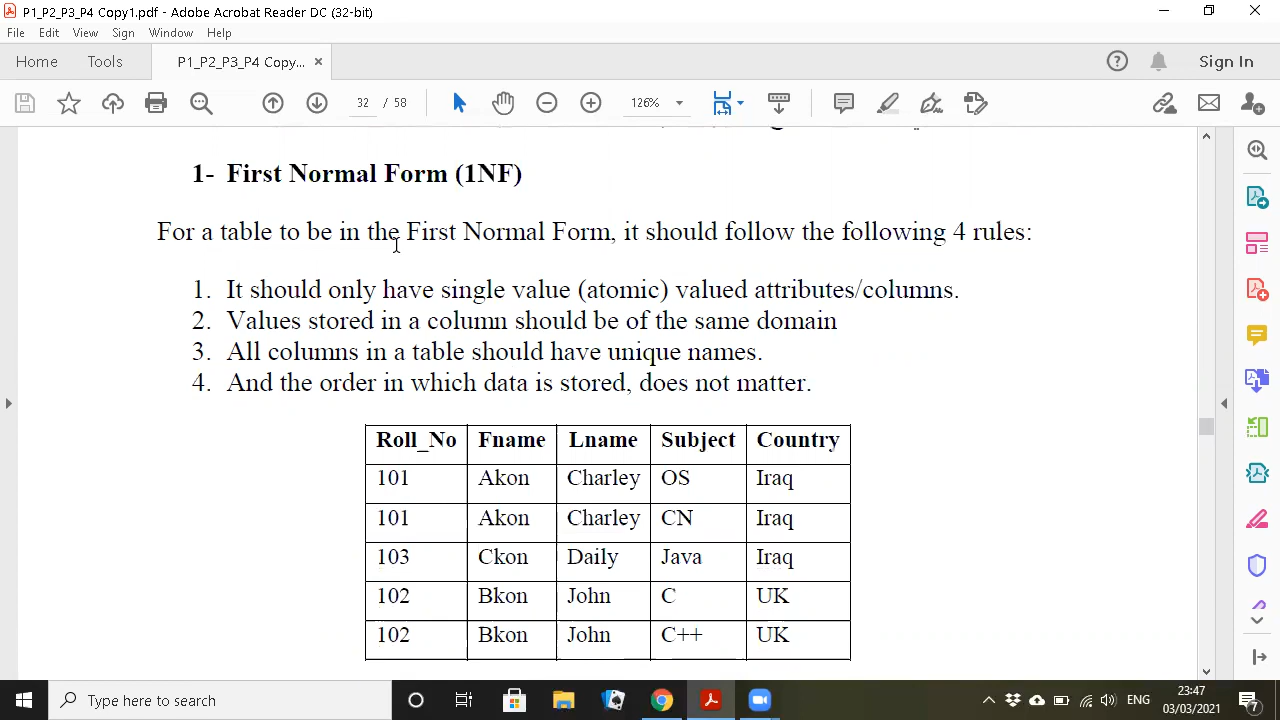 P1_P2_P3_P4 Copy1.pdf - Adobe Acrobat Reader DC (32-bit)
File Edit View Sign Window Help
Home Tools P1_P2_P3_P4 Copy... × Sign In
32 / 58 126%
1- First Normal Form (1NF)
For a table to be in the First Normal Form, it should follow the following 4 rules:
1. It should only have single value (atomic) valued attributes/columns.
2. Values stored in a column should be of the same domain
3. All columns in a table should have unique names.
4. And the order in which data is stored, does not matter.
Roll_No Fname Lname Subject Country
101 Akon Charley OS Iraq
101 Akon Charley CN Iraq
103 Ckon Daily Java Iraq
102 Bkon John C UK
102 Bkon John C++ UK
Type here to search
ENG
23:47
03/03/2021
7